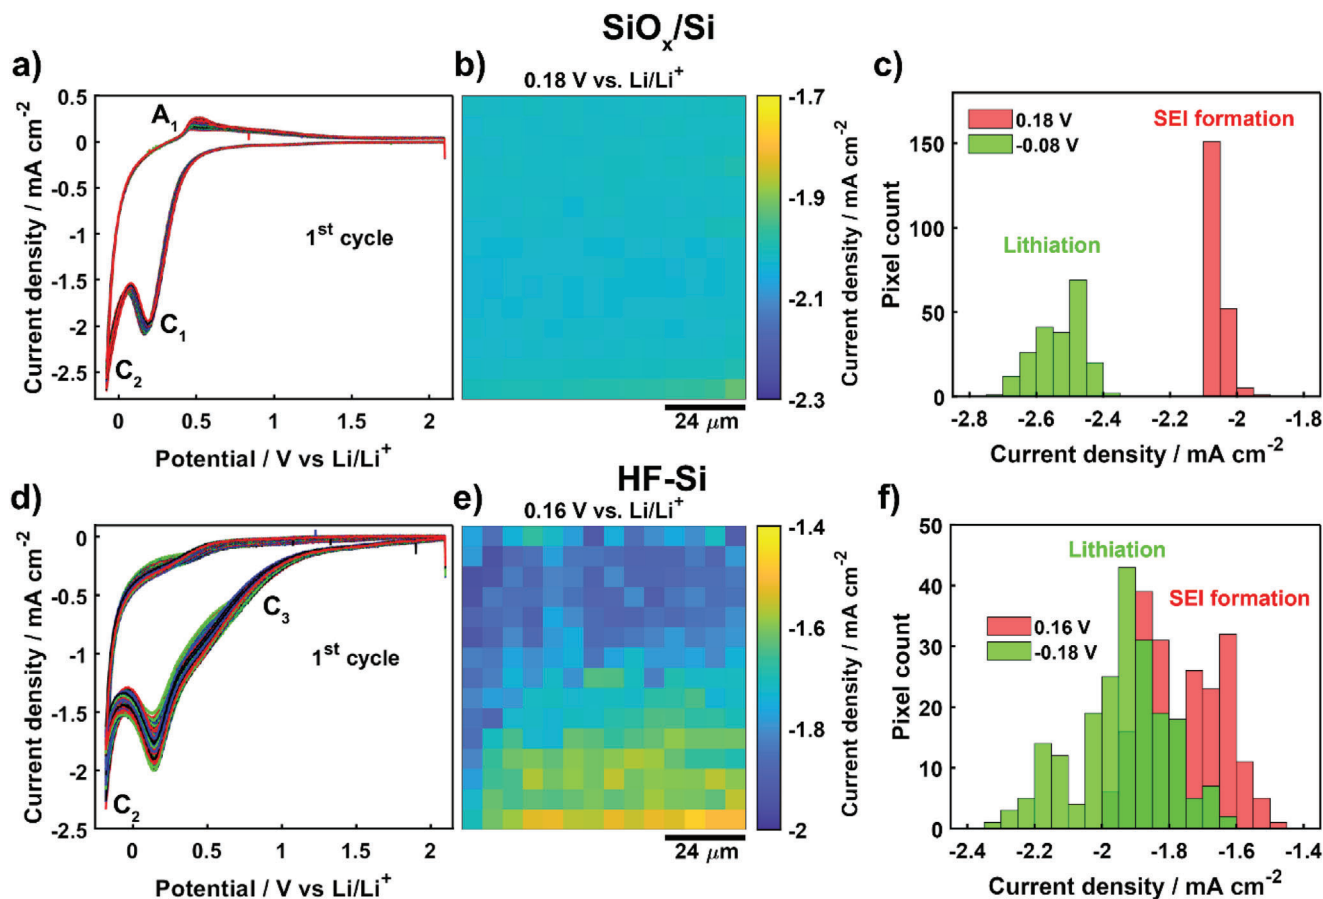 SiOₓ/Si
a)
0.5
0
-0.5
-1
-1.5
-2
-2.5
Current density / mA cm⁻²
A₁
1ˢᵗ cycle
C₁
C₂
0
0.5
1
1.5
2
Potential / V vs Li/Li⁺
b)
0.18 V vs. Li/Li⁺
-1.7
-1.9
-2.1
-2.3
Current density / mA cm⁻²
24 μm
c)
0.18 V
-0.08 V
SEI formation
Lithiation
150
100
50
0
Pixel count
-2.8
-2.6
-2.4
-2.2
-2
-1.8
Current density / mA cm⁻²
HF-Si
d)
0
-0.5
-1
-1.5
-2
-2.5
Current density / mA cm⁻²
C₃
1ˢᵗ cycle
C₂
0
0.5
1
1.5
2
Potential / V vs Li/Li⁺
e)
0.16 V vs. Li/Li⁺
-1.4
-1.6
-1.8
-2
Current density / mA cm⁻²
24 μm
f)
Lithiation
SEI formation
0.16 V
-0.18 V
50
40
30
20
10
0
Pixel count
-2.4
-2.2
-2
-1.8
-1.6
-1.4
Current density / mA cm⁻²